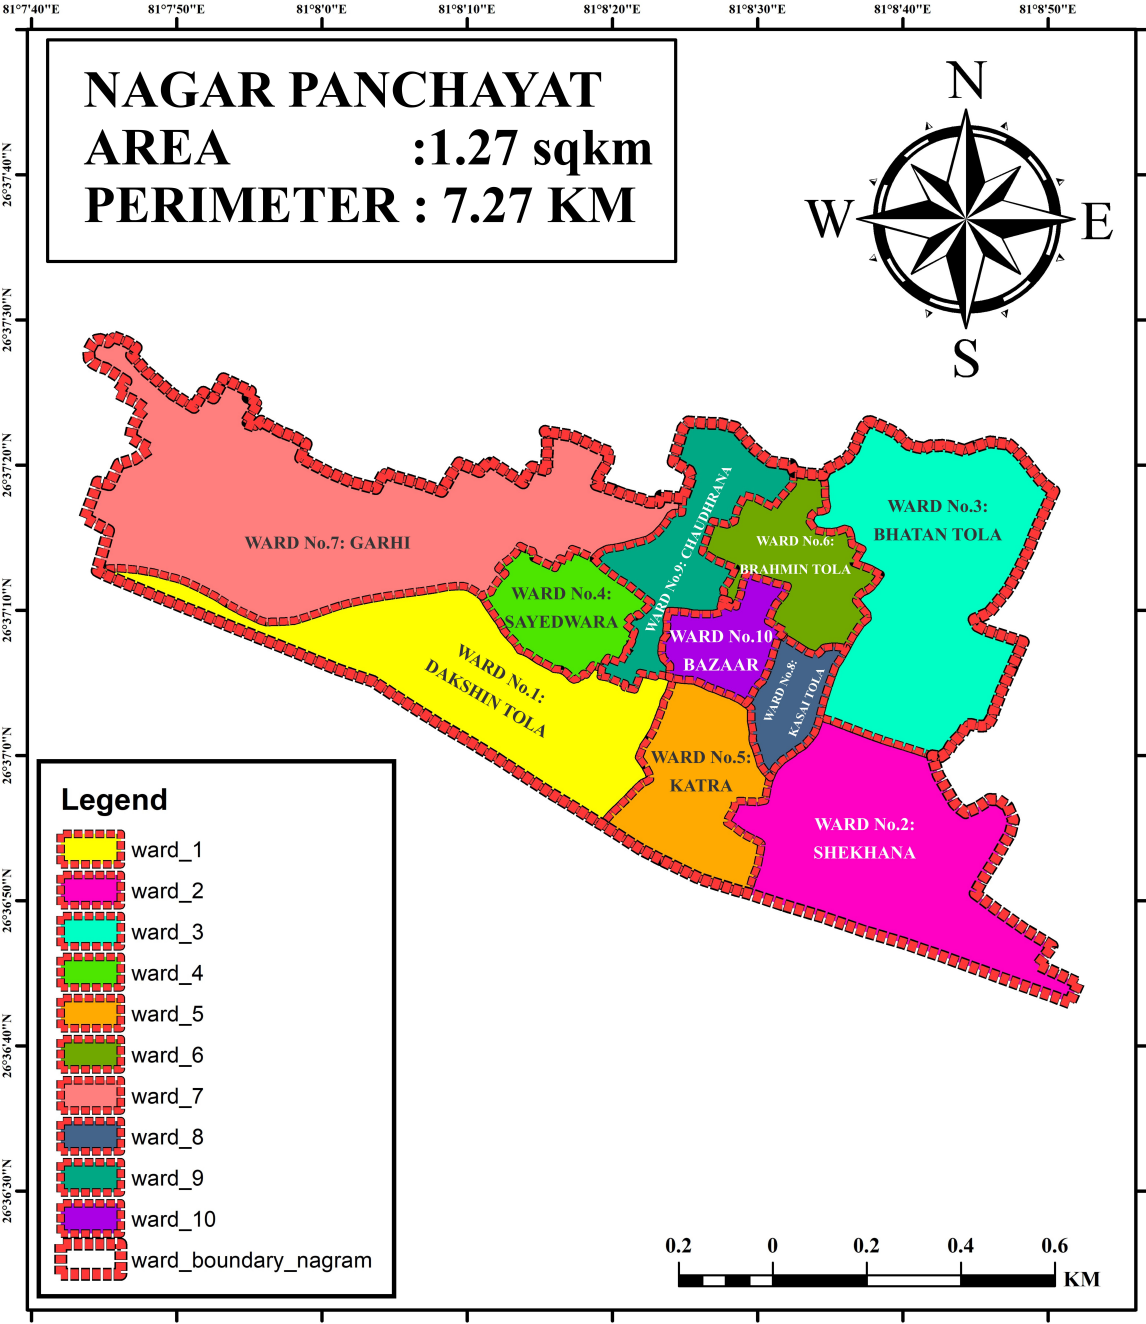 81°7'40"E 81°7'50"E 81°8'0"E 81°8'10"E 81°8'20"E 81°8'30"E 81°8'40"E 81°8'50"E
NAGAR PANCHAYAT
AREA :1.27 sqkm
PERIMETER : 7.27 KM
N
W
E
S
26°37'40"N
26°37'30"N
26°37'20"N
26°37'10"N
26°37'0"N
26°36'50"N
26°36'40"N
26°36'30"N
WARD No.7: GARHI
WARD No.9: CHAUDHRANA
WARD No.3:
BHATAN TOLA
WARD No.6:
BRAHMIN TOLA
WARD No.4:
SAYEDWARA
WARD No.10
BAZAAR
WARD No.1:
DAKSHIN TOLA
WARD No.8:
KASAI TOLA
WARD No.5:
KATRA
WARD No.2:
SHEKHANA
Legend
ward_1
ward_2
ward_3
ward_4
ward_5
ward_6
ward_7
ward_8
ward_9
ward_10
ward_boundary_nagram
0.2 0 0.2 0.4 0.6
KM